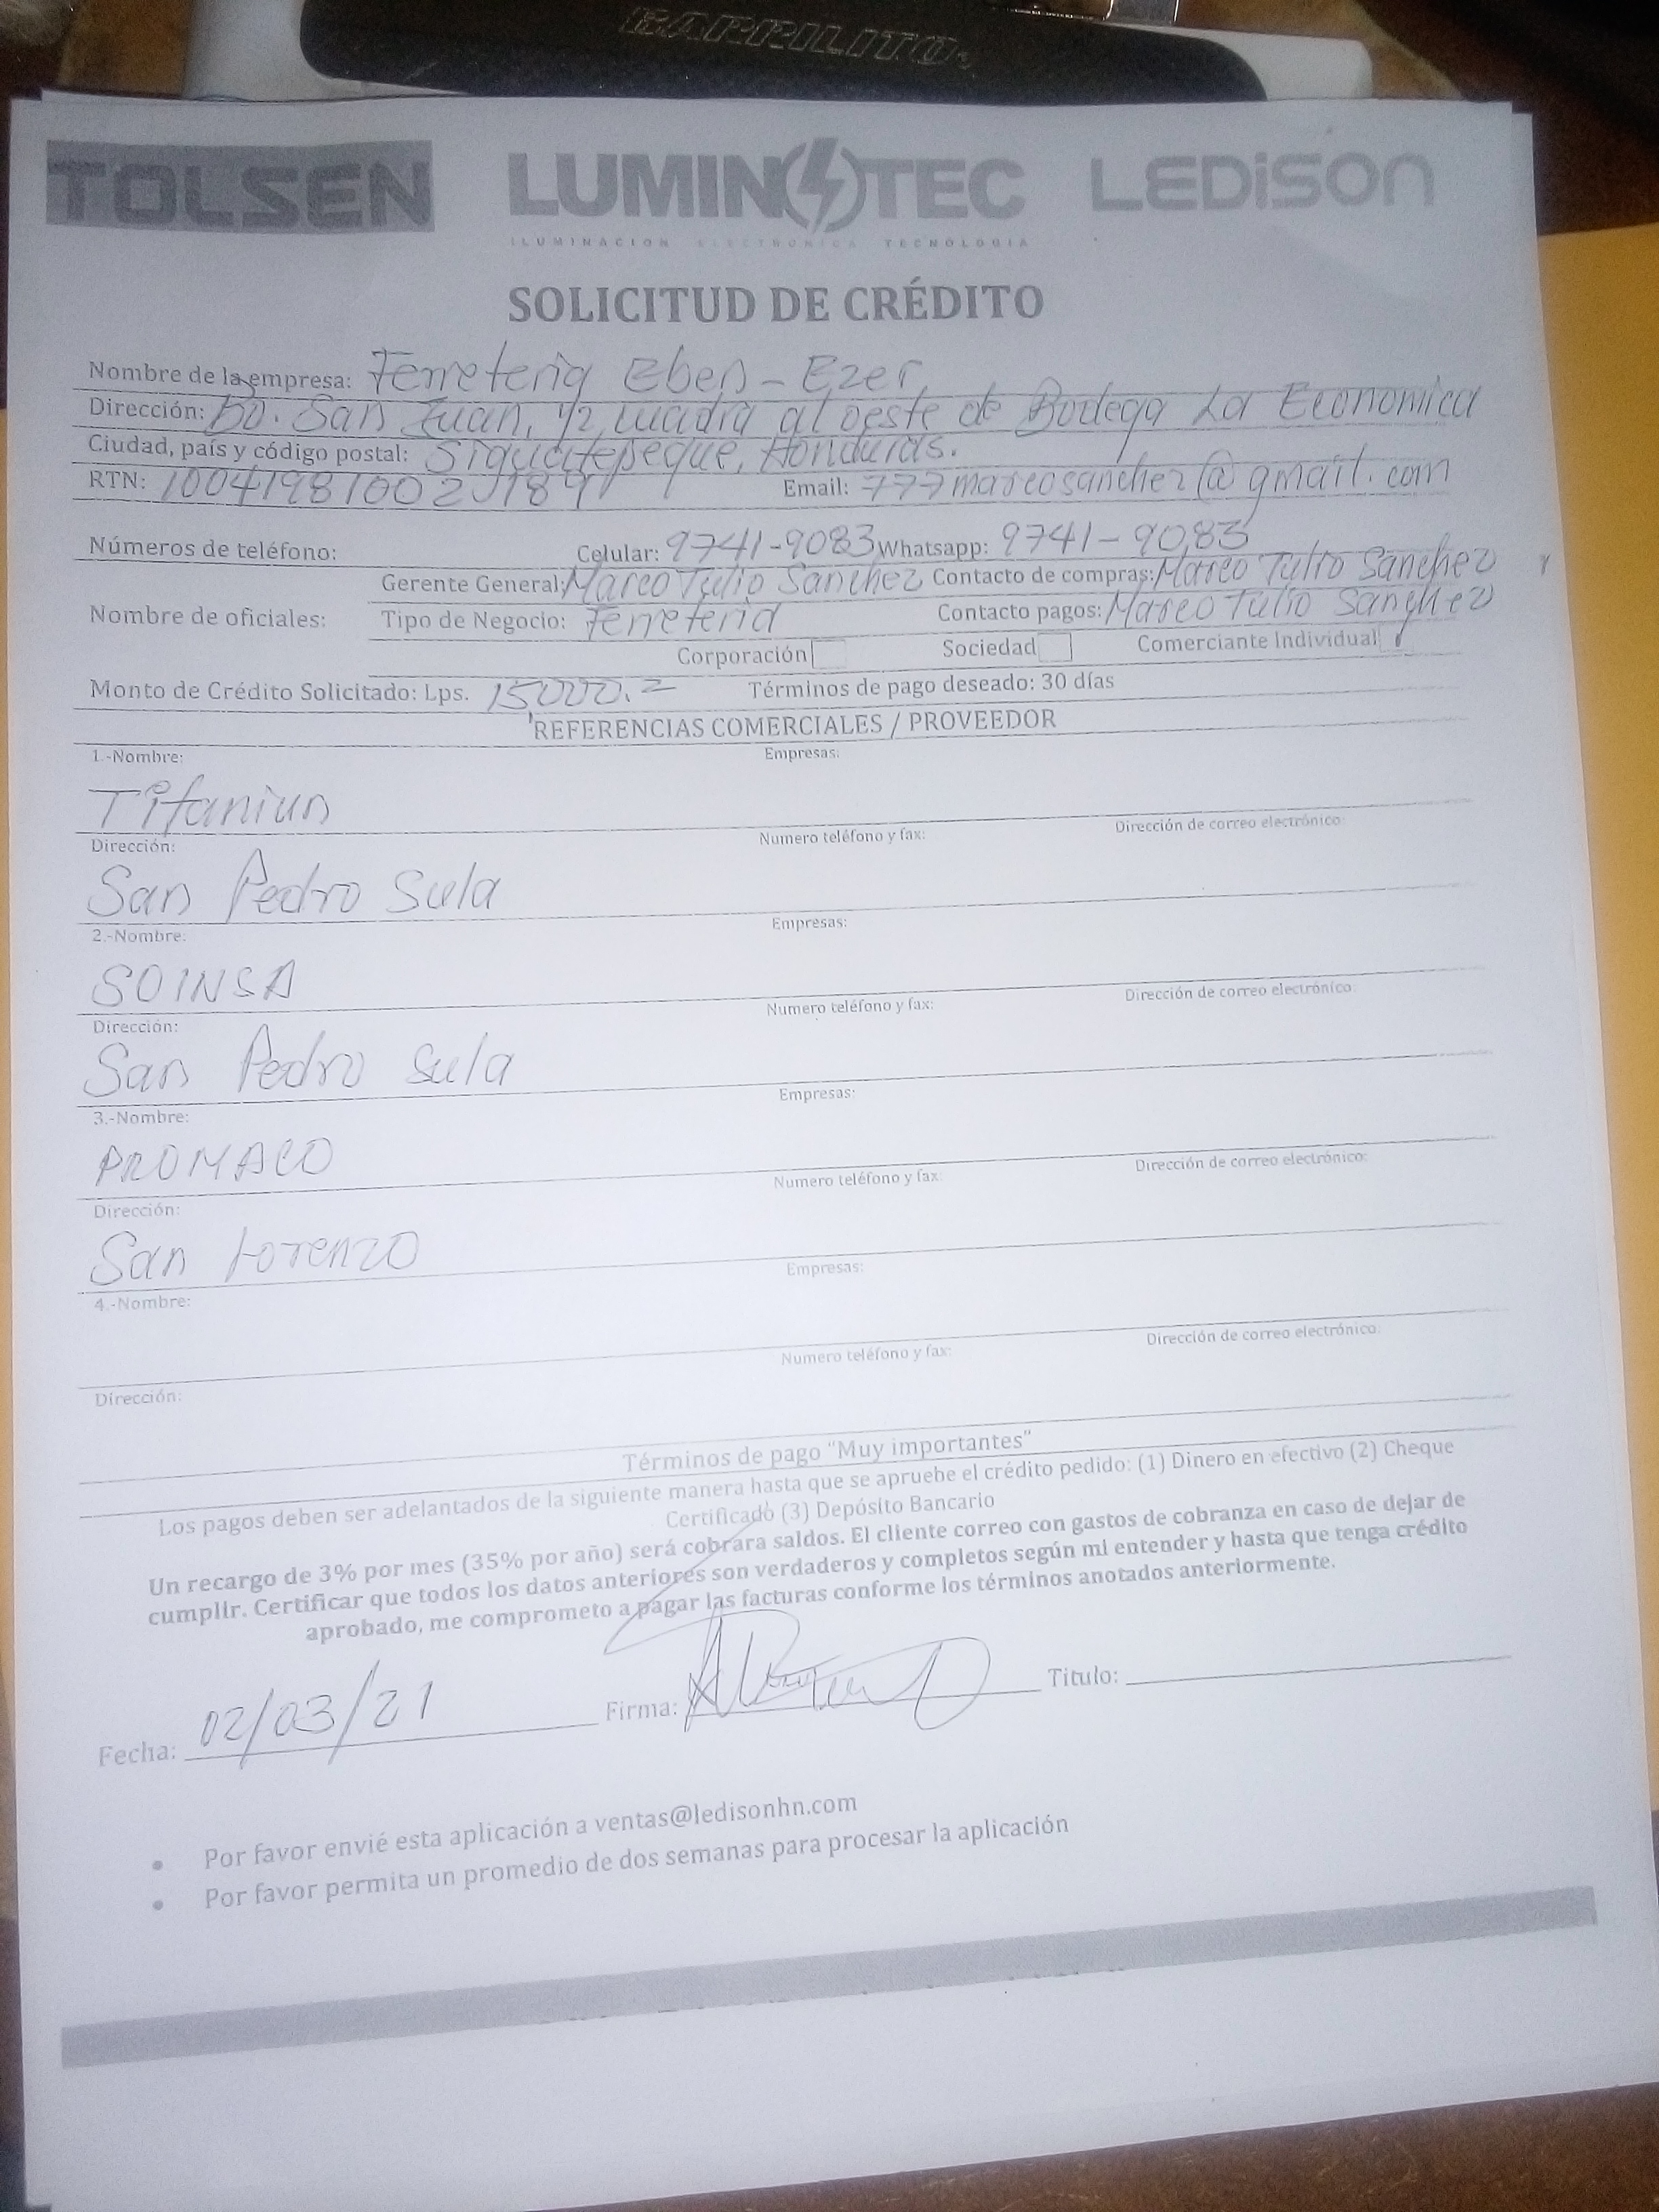 BARRILITO
TOLSEN LUMINOTEC LEDISON
ILUMINACION ELECTRONICA TECNOLOGIA
SOLICITUD DE CRÉDITO
Nombre de la empresa: Ferreteria Eben-Ezer
Dirección: Bo. San Juan, 1/2 cuadra al oeste de Bodega La Economica
Ciudad, país y código postal: Siguatepeque, Honduras.
RTN: Email: 777marcosanchez@gmail.com
Números de teléfono: Celular: 9741-9083 Whatsapp: 9741-9083
Gerente General: Marco Tulio Sanchez Contacto de compras: Marco Tulio Sanchez
Nombre de oficiales: Tipo de Negocio: Ferreteria Contacto pagos: Marco Tulio Sanchez
Corporación Sociedad Comerciante Individual
Monto de Crédito Solicitado: Lps. 15,000.= Términos de pago deseado: 30 días
REFERENCIAS COMERCIALES / PROVEEDOR
1.-Nombre: Empresas:
Titaniun
Dirección: Numero teléfono y fax: Dirección de correo electrónico:
San Pedro Sula
2.-Nombre: Empresas:
SOINSA
Dirección: Numero teléfono y fax: Dirección de correo electrónico:
San Pedro Sula
3.-Nombre: Empresas:
PROMACO
Dirección: Numero teléfono y fax: Dirección de correo electrónico:
San Lorenzo
4.-Nombre: Empresas:
Dirección: Numero teléfono y fax: Dirección de correo electrónico:
Términos de pago "Muy importantes"
Los pagos deben ser adelantados de la siguiente manera hasta que se apruebe el crédito pedido: (1) Dinero en efectivo (2) Cheque
Certificado (3) Depósito Bancario
Un recargo de 3% por mes (35% por año) será cobrara saldos. El cliente correo con gastos de cobranza en caso de dejar de
cumplir. Certificar que todos los datos anteriores son verdaderos y completos según mi entender y hasta que tenga crédito
aprobado, me comprometo a pagar las facturas conforme los términos anotados anteriormente.
Fecha: 02/03/21 Firma: Titulo:
• Por favor envié esta aplicación a ventas@ledisonhn.com
• Por favor permita un promedio de dos semanas para procesar la aplicación